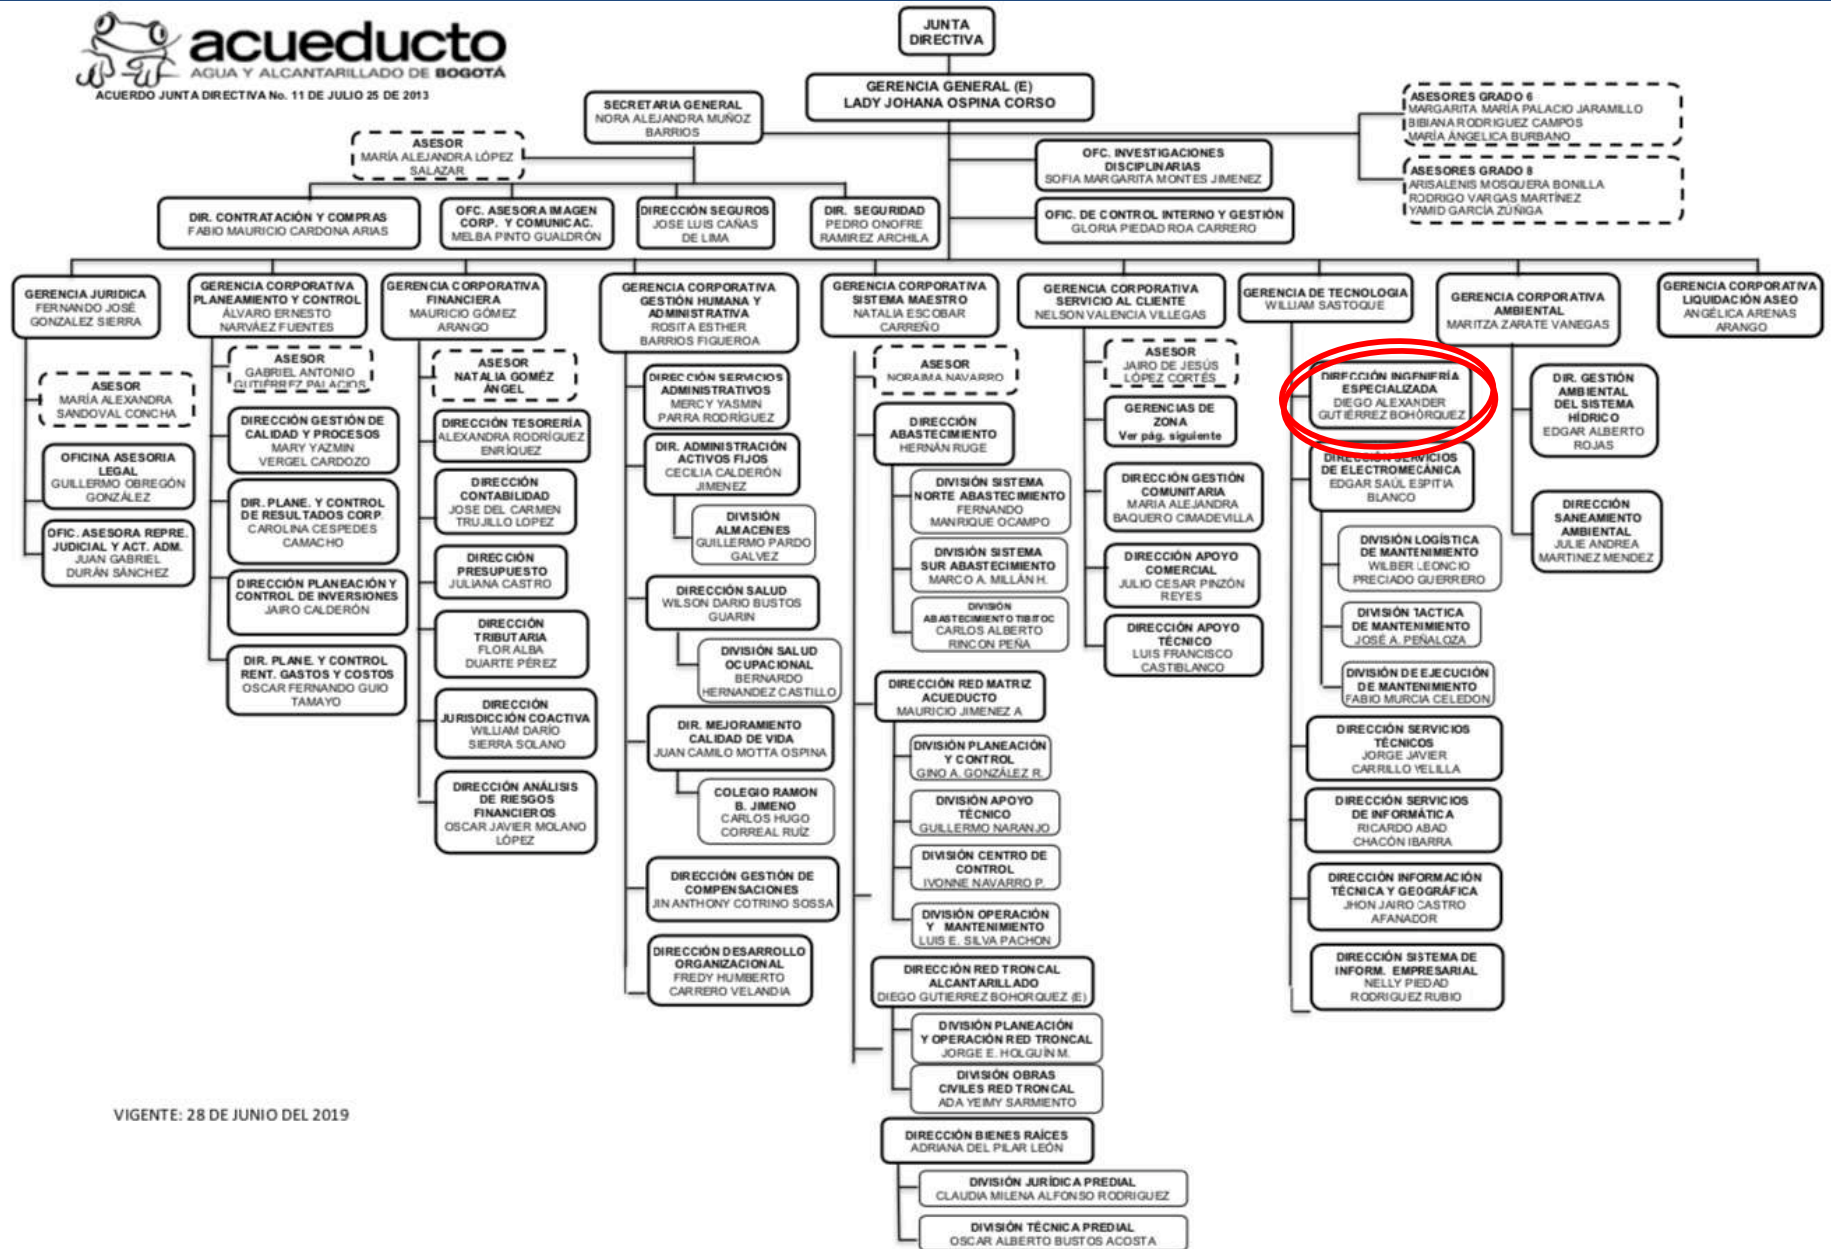 acueducto
AGUA Y ALCANTARILLADO DE BOGOTÁ
ACUERDO JUNTA DIRECTIVA No. 11 DE JULIO 25 DE 2013
JUNTA
DIRECTIVA
GERENCIA GENERAL (E)
LADY JOHANA OSPINA CORSO
SECRETARIA GENERAL
NORA ALEJANDRA MUÑOZ
BARRIOS
ASESOR
MARÍA ALEJANDRA LÓPEZ
SALAZAR
ASESORES GRADO 6
MARGARITA MARÍA PALACIO JARAMILLO
BIBIANA RODRIGUEZ CAMPOS
MARÍA ÁNGELICA BURBANO
ASESORES GRADO 8
ARISALENIS MOSQUERA BONILLA
RODRIGO VARGAS MARTÍNEZ
YAMID GARCÍA ZÚÑIGA
OFC. INVESTIGACIONES
DISCIPLINARIAS
SOFIA MARGARITA MONTES JIMENEZ
OFIC. DE CONTROL INTERNO Y GESTIÓN
GLORIA PIEDAD ROA CARRERO
DIR. CONTRATACIÓN Y COMPRAS
FABIO MAURICIO CARDONA ARIAS
OFC. ASESORA IMAGEN
CORP. Y COMUNICAC.
MELBA PINTO GUALDRÓN
DIRECCIÓN SEGUROS
JOSE LUIS CAÑAS
DE LIMA
DIR. SEGURIDAD
PEDRO ONOFRE
RAMIREZ ARCHILA
GERENCIA JURIDICA
FERNANDO JOSÉ
GONZALEZ SIERRA
ASESOR
MARÍA ALEXANDRA
SANDOVAL CONCHA
OFICINA ASESORIA
LEGAL
GUILLERMO OBREGÓN
GONZÁLEZ
OFIC. ASESORA REPRE.
JUDICIAL Y ACT. ADM.
JUAN GABRIEL
DURÁN SÁNCHEZ
GERENCIA CORPORATIVA
PLANEAMIENTO Y CONTROL
ÁLVARO ERNESTO
NARVÁEZ FUENTES
ASESOR
GABRIEL ANTONIO
GUTIÉRREZ PALACIOS
DIRECCIÓN GESTIÓN DE
CALIDAD Y PROCESOS
MARY YAZMIN
VERGEL CARDOZO
DIR. PLANE. Y CONTROL
DE RESULTADOS CORP.
CAROLINA CESPEDES
CAMACHO
DIRECCIÓN PLANEACIÓN Y
CONTROL DE INVERSIONES
JAIRO CALDERÓN
DIR. PLANE. Y CONTROL
RENT. GASTOS Y COSTOS
OSCAR FERNANDO GUIO
TAMAYO
GERENCIA CORPORATIVA
FINANCIERA
MAURICIO GÓMEZ
ARANGO
ASESOR
NATALIA GOMÉZ
ÁNGEL
DIRECCIÓN TESORERÍA
ALEXANDRA RODRÍGUEZ
ENRÍQUEZ
DIRECCIÓN
CONTABILIDAD
JOSE DEL CARMEN
TRUJILLO LOPEZ
DIRECCIÓN
PRESUPUESTO
JULIANA CASTRO
DIRECCIÓN
TRIBUTARIA
FLOR ALBA
DUARTE PÉREZ
DIRECCIÓN
JURISDICCIÓN COACTIVA
WILLIAM DARÍO
SIERRA SOLANO
DIRECCIÓN ANÁLISIS
DE RIESGOS
FINANCIEROS
OSCAR JAVIER MOLANO
LÓPEZ
GERENCIA CORPORATIVA
GESTIÓN HUMANA Y
ADMINISTRATIVA
ROSITA ESTHER
BARRIOS FIGUEROA
DIRECCIÓN SERVICIOS
ADMINISTRATIVOS
MERCY YASMIN
PARRA RODRÍGUEZ
DIR. ADMINISTRACIÓN
ACTIVOS FIJOS
CECILIA CALDERÓN
JIMENEZ
DIVISIÓN
ALMACENES
GUILLERMO PARDO
GALVEZ
DIRECCIÓN SALUD
WILSON DARIO BUSTOS
GUARIN
DIVISIÓN SALUD
OCUPACIONAL
BERNARDO
HERNANDEZ CASTILLO
DIR. MEJORAMIENTO
CALIDAD DE VIDA
JUAN CAMILO MOTTA OSPINA
COLEGIO RAMON
B. JIMENO
CARLOS HUGO
CORREAL RUÍZ
DIRECCIÓN GESTIÓN DE
COMPENSACIONES
JIN ANTHONY COTRINO SOSSA
DIRECCIÓN DESARROLLO
ORGANIZACIONAL
FREDY HUMBERTO
CARRERO VELANDIA
GERENCIA CORPORATIVA
SISTEMA MAESTRO
NATALIA ESCOBAR
CARREÑO
ASESOR
NORAIMA NAVARRO
DIRECCIÓN
ABASTECIMIENTO
HERNÁN RUGE
DIVISIÓN SISTEMA
NORTE ABASTECIMIENTO
FERNANDO
MANRIQUE OCAMPO
DIVISIÓN SISTEMA
SUR ABASTECIMIENTO
MARCO A. MILLÁN H.
DIVISIÓN
ABASTECIMIENTO TIBITOC
CARLOS ALBERTO
RINCON PEÑA
DIRECCIÓN RED MATRIZ
ACUEDUCTO
MAURICIO JIMENEZ A
DIVISIÓN PLANEACIÓN
Y CONTROL
GINO A. GONZÁLEZ R.
DIVISIÓN APOYO
TÉCNICO
GUILLERMO NARANJO
DIVISIÓN CENTRO DE
CONTROL
IVONNE NAVARRO P.
DIVISIÓN OPERACIÓN
Y MANTENIMIENTO
LUIS E. SILVA PACHON
DIRECCIÓN RED TRONCAL
ALCANTARILLADO
DIEGO GUTIERREZ BOHORQUEZ (E)
DIVISIÓN PLANEACIÓN
Y OPERACIÓN RED TRONCAL
JORGE E. HOLGUÍN M.
DIVISIÓN OBRAS
CIVILES RED TRONCAL
ADA YEIMY SARMIENTO
DIRECCIÓN BIENES RAÍCES
ADRIANA DEL PILAR LEÓN
DIVISIÓN JURÍDICA PREDIAL
CLAUDIA MILENA ALFONSO RODRIGUEZ
DIVISIÓN TÉCNICA PREDIAL
OSCAR ALBERTO BUSTOS ACOSTA
GERENCIA CORPORATIVA
SERVICIO AL CLIENTE
NELSON VALENCIA VILLEGAS
ASESOR
JAIRO DE JESÚS
LÓPEZ CORTÉS
GERENCIAS DE
ZONA
Ver pág. siguiente
DIRECCIÓN GESTIÓN
COMUNITARIA
MARIA ALEJANDRA
BAQUERO CIMADEVILLA
DIRECCIÓN APOYO
COMERCIAL
JULIO CESAR PINZÓN
REYES
DIRECCIÓN APOYO
TÉCNICO
LUIS FRANCISCO
CASTIBLANCO
GERENCIA DE TECNOLOGIA
WILLIAM SASTOQUE
DIRECCIÓN INGENIERÍA
ESPECIALIZADA
DIEGO ALEXANDER
GUTIÉRREZ BOHÓRQUEZ
DIRECCIÓN SERVICIOS
DE ELECTROMECÁNICA
EDGAR SAÚL ESPITIA
BLANCO
DIVISIÓN LOGÍSTICA
DE MANTENIMIENTO
WILBER LEONCIO
PRECIADO GUERRERO
DIVISIÓN TACTICA
DE MANTENIMIENTO
JOSÉ A. PEÑALOZA
DIVISIÓN DE EJECUCIÓN
DE MANTENIMIENTO
FABIO MURCIA CELEDON
DIRECCIÓN SERVICIOS
TÉCNICOS
JORGE JAVIER
CARRILLO YELILLA
DIRECCIÓN SERVICIOS
DE INFORMÁTICA
RICARDO ABAD
CHACÓN IBARRA
DIRECCIÓN INFORMACIÓN
TÉCNICA Y GEOGRÁFICA
JHON JAIRO CASTRO
AFANADOR
DIRECCIÓN SISTEMA DE
INFORM. EMPRESARIAL
NELLY PIEDAD
RODRIGUEZ RUBIO
GERENCIA CORPORATIVA
AMBIENTAL
MARITZA ZARATE VANEGAS
DIR. GESTIÓN
AMBIENTAL
DEL SISTEMA
HÍDRICO
EDGAR ALBERTO
ROJAS
DIRECCIÓN
SANEAMIENTO
AMBIENTAL
JULIE ANDREA
MARTINEZ MENDEZ
GERENCIA CORPORATIVA
LIQUIDACIÓN ASEO
ANGÉLICA ARENAS
ARANGO
VIGENTE: 28 DE JUNIO DEL 2019